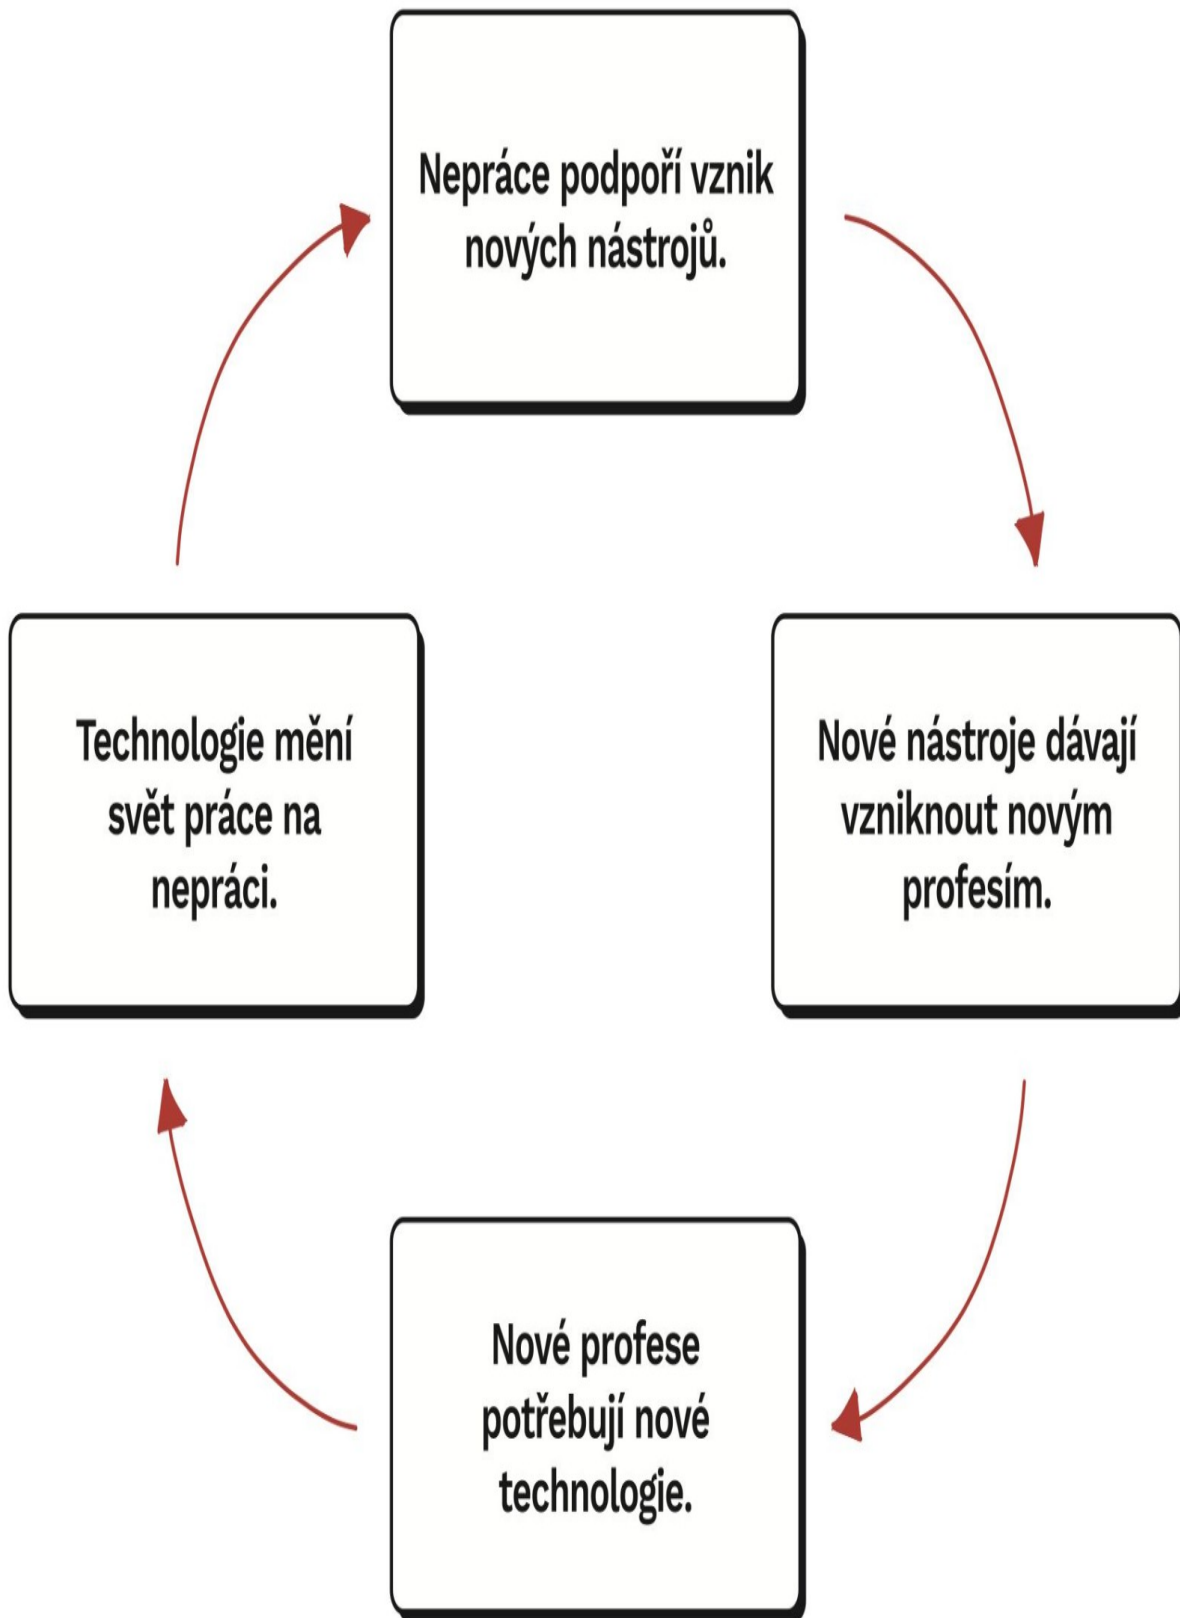 Nepráce podpoří vznik
nových nástrojů.
Technologie mění
svět práce na
nepráci.
Nové nástroje dávají
vzniknout novým
profesím.
Nové profese
potřebují nové
technologie.